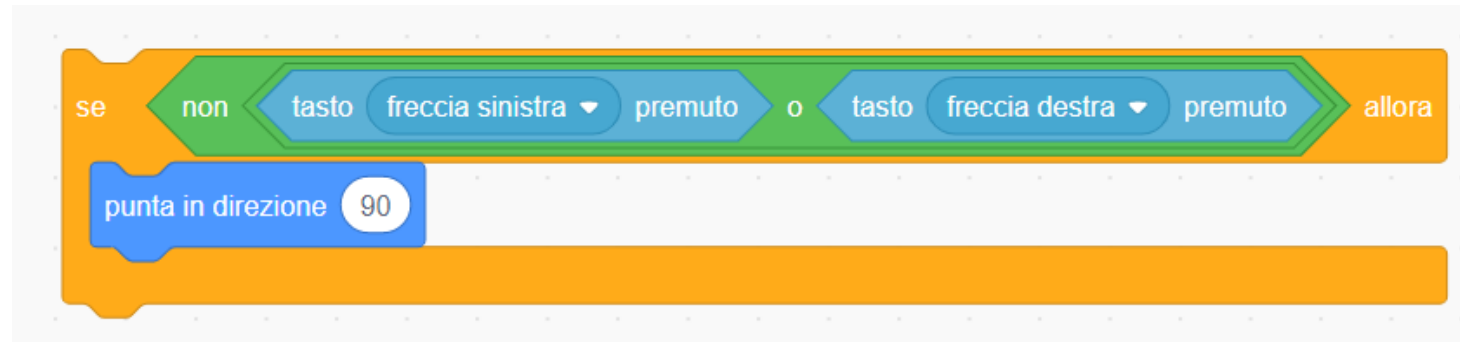 se non tasto freccia sinistra premuto o tasto freccia destra premuto allora
punta in direzione 90